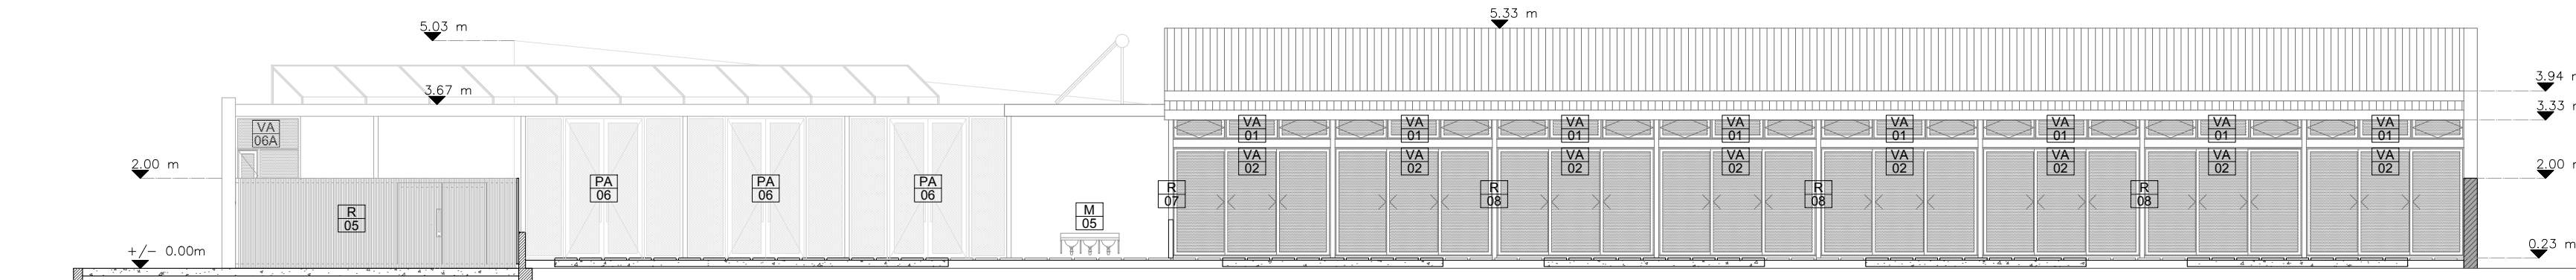 5.33 m
5.03 m
3.94 m
3.67 m
3.33 m
VA 06A
VA 01
VA 01
VA 01
VA 01
VA 01
VA 01
VA 01
VA 01
VA 02
VA 02
VA 02
VA 02
VA 02
VA 02
VA 02
VA 02
2.00 m
2.00 m
PA 06
PA 06
PA 06
R 07
R 08
R 08
R 08
R 05
M 05
+/- 0.00m
0.23 m